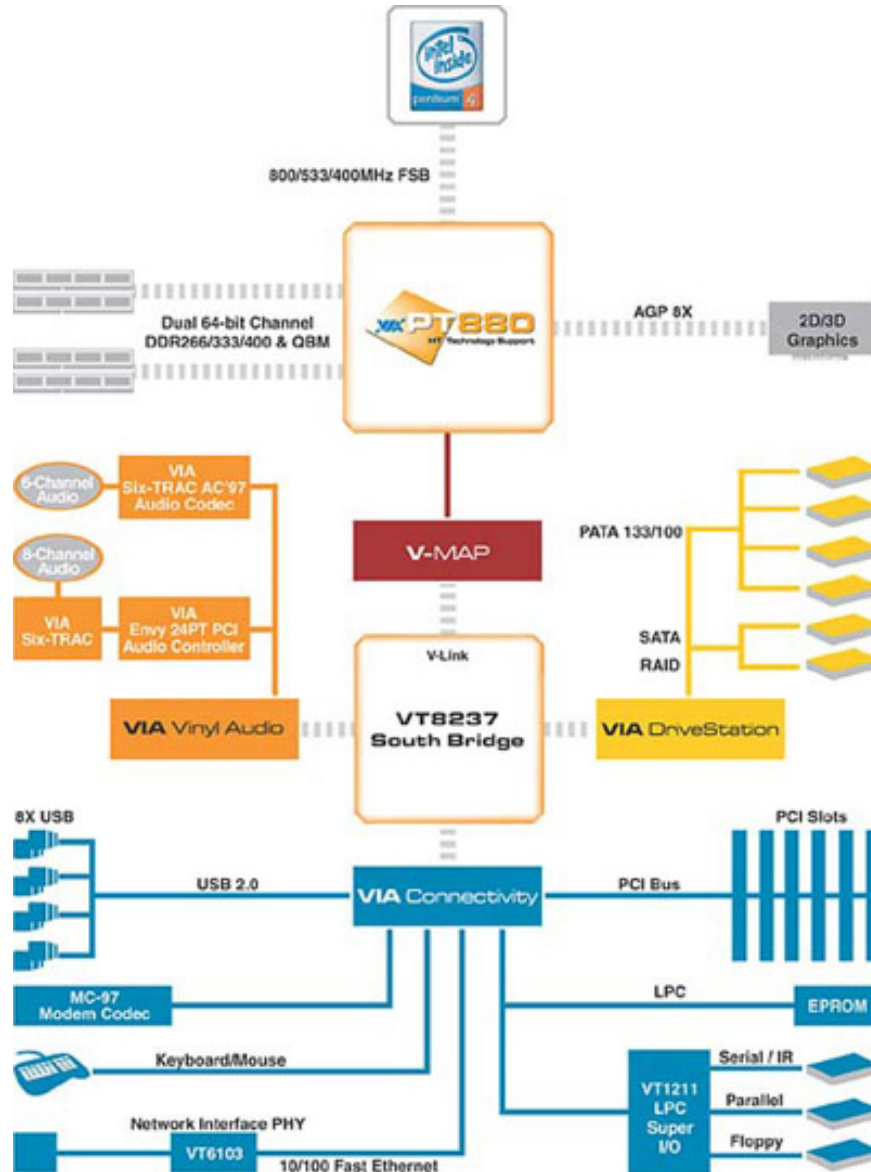 intel
inside
pentium 4
800/533/400MHz FSB
VIA PT880
HT Technology Support
Dual 64-bit Channel
DDR266/333/400 & QBM
AGP 8X
2D/3D
Graphics
6-Channel
Audio
VIA
Six-TRAC AC'97
Audio Codec
8-Channel
Audio
VIA
Six-TRAC
VIA
Envy 24PT PCI
Audio Controller
V-MAP
PATA 133/100
SATA
RAID
V-Link
VT8237
South Bridge
VIA Vinyl Audio
VIA DriveStation
8X USB
USB 2.0
VIA Connectivity
PCI Bus
PCI Slots
MC-97
Modem Codec
LPC
EPROM
Keyboard/Mouse
VT1211
LPC
Super
I/O
Serial / IR
Parallel
Floppy
Network Interface PHY
VT6103
10/100 Fast Ethernet